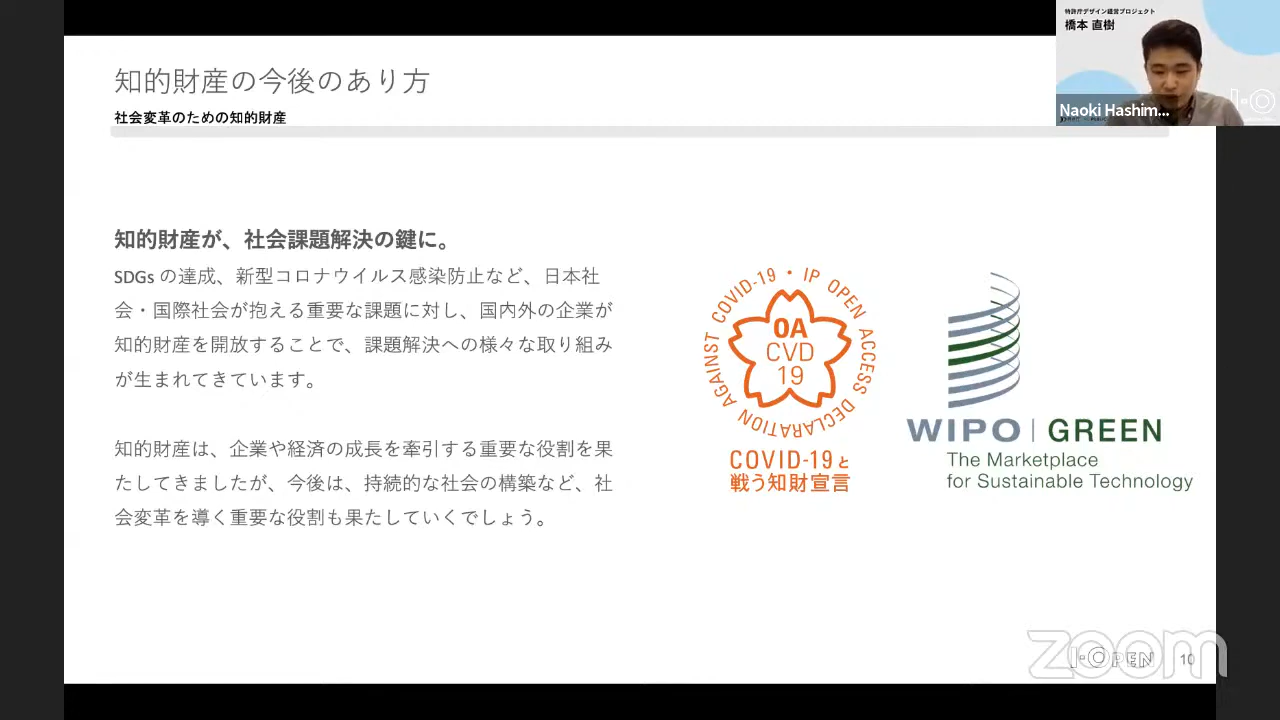 特許庁デザイン経営プロジェクト
橋本 直樹
Naoki Hashim...
知的財産の今後のあり方
社会変革のための知的財産
知的財産が、社会課題解決の鍵に。
SDGs の達成、新型コロナウイルス感染防止など、日本社
会・国際社会が抱える重要な課題に対し、国内外の企業が
知的財産を開放することで、課題解決への様々な取り組み
が生まれてきています。
知的財産は、企業や経済の成長を牽引する重要な役割を果
たしてきましたが、今後は、持続的な社会の構築など、社
会変革を導く重要な役割も果たしていくでしょう。
IP OPEN ACCESS DECLARATION AGAINST COVID-19 •
OA
CVD
19
COVID-19と
戦う知財宣言
WIPO | GREEN
The Marketplace
for Sustainable Technology
zoom
I-OPEN
10